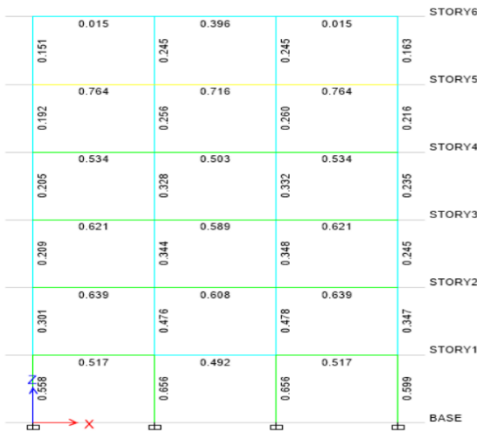 STORY6
0.015 0.396 0.015
0.151 0.245 0.245 0.163
STORY5
0.764 0.716 0.764
0.192 0.256 0.260 0.216
STORY4
0.534 0.503 0.534
0.205 0.328 0.332 0.235
STORY3
0.621 0.589 0.621
0.209 0.344 0.348 0.245
STORY2
0.639 0.608 0.639
0.301 0.476 0.478 0.347
STORY1
0.517 0.492 0.517
Z 0.558 0.656 0.656 0.599
X BASE